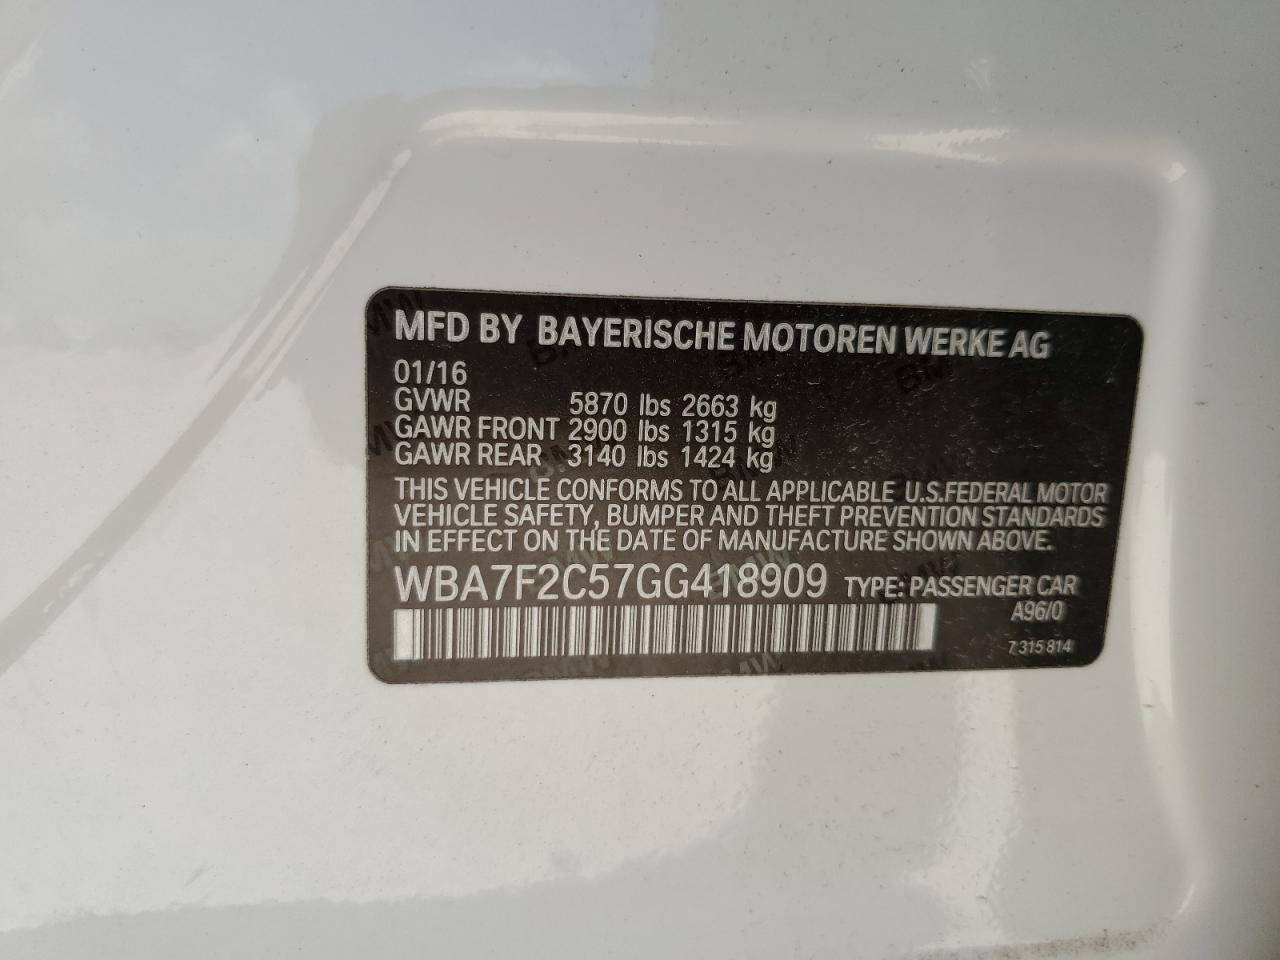 MFD BY BAYERISCHE MOTOREN WERKE AG
01/16
GVWR 5870 lbs 2663 kg
GAWR FRONT 2900 lbs 1315 kg
GAWR REAR 3140 lbs 1424 kg
THIS VEHICLE CONFORMS TO ALL APPLICABLE U.S.FEDERAL MOTOR
VEHICLE SAFETY, BUMPER AND THEFT PREVENTION STANDARDS
IN EFFECT ON THE DATE OF MANUFACTURE SHOWN ABOVE.
WBA7F2C57GG418909 TYPE: PASSENGER CAR
A96/0
7 315 814